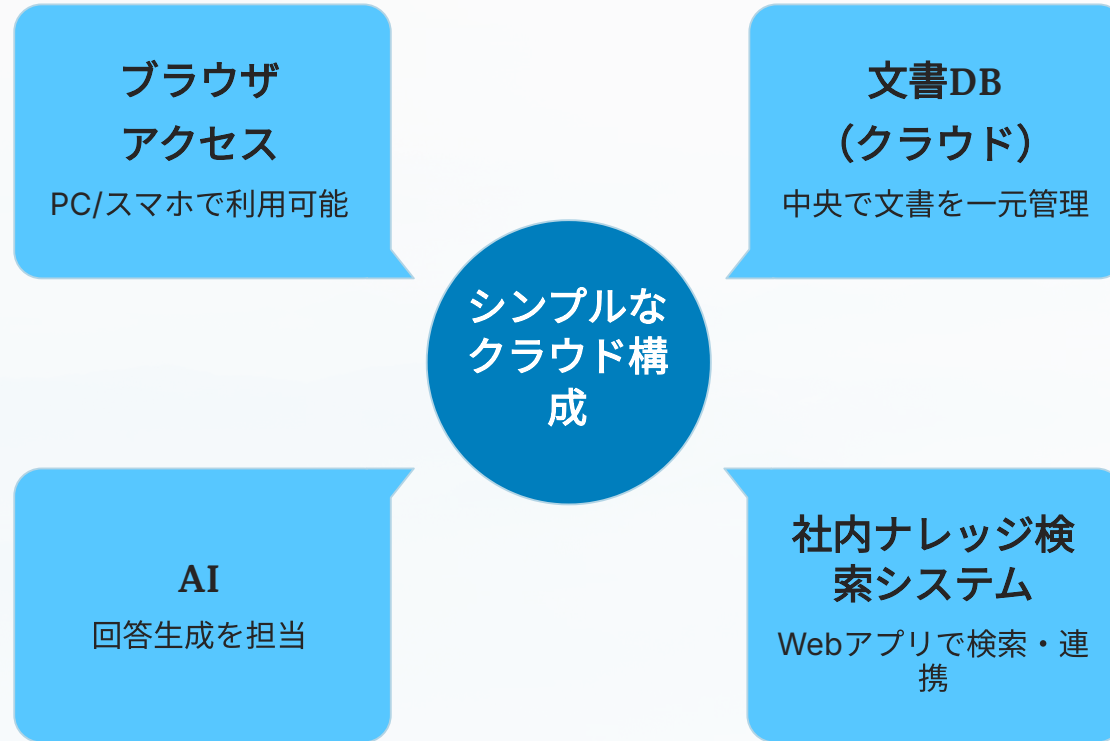 ブラウザ
アクセス
PC/スマホで利用可能
文書DB
（クラウド）
中央で文書を一元管理
シンプルな
クラウド構
成
AI
回答生成を担当
社内ナレッジ検
索システム
Webアプリで検索・連
携